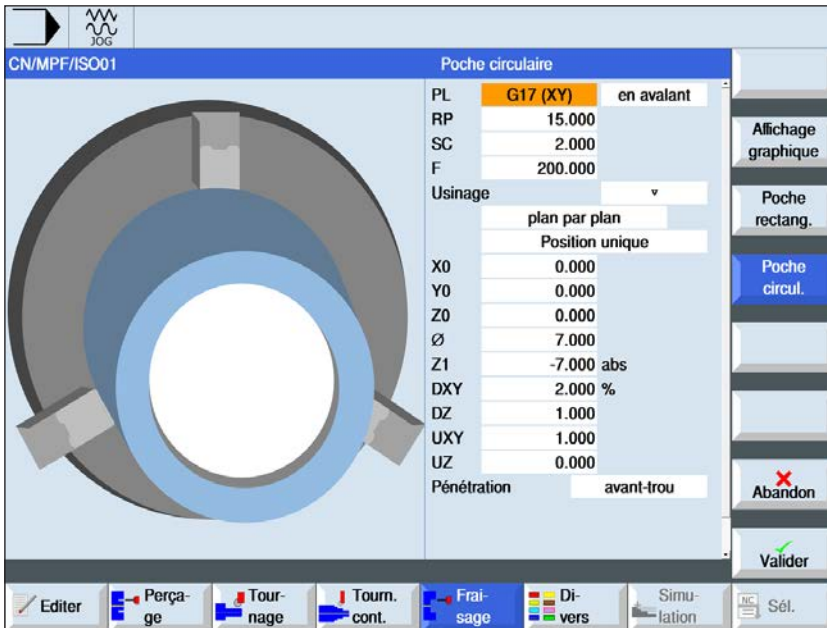 JOG
CN/MPF/ISO01
Poche circulaire
PL G17 (XY) en avalant
RP 15.000
SC 2.000
F 200.000
Usinage ▿
plan par plan
Position unique
X0 0.000
Y0 0.000
Z0 0.000
Ø 7.000
Z1 -7.000 abs
DXY 2.000 %
DZ 1.000
UXY 1.000
UZ 0.000
Pénétration avant-trou
Affichage
graphique
Poche
rectang.
Poche
circul.
Abandon
Valider
Editer
Perça-
ge
Tour-
nage
Tourn.
cont.
Frai-
sage
Di-
vers
Simu-
lation
NC
Sél.